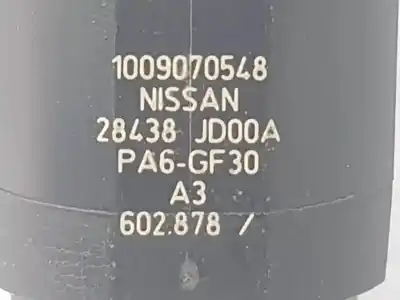 1009070548
NISSAN
28438 JD00A
PA6-GF30
A3
602.878 /